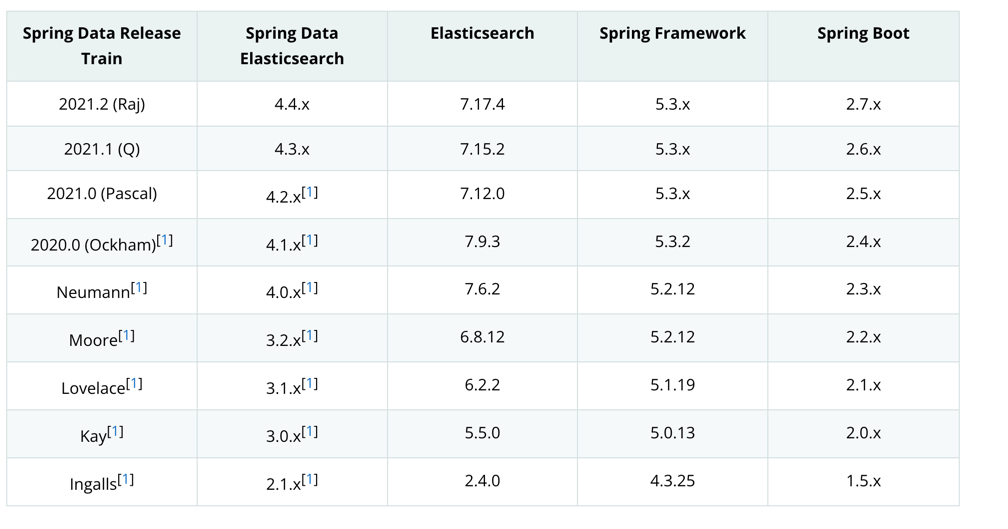 Spring Data Release Train Spring Data Elasticsearch Elasticsearch Spring Framework Spring Boot
2021.2 (Raj) 4.4.x 7.17.4 5.3.x 2.7.x
2021.1 (Q) 4.3.x 7.15.2 5.3.x 2.6.x
2021.0 (Pascal) 4.2.x[1] 7.12.0 5.3.x 2.5.x
2020.0 (Ockham)[1] 4.1.x[1] 7.9.3 5.3.2 2.4.x
Neumann[1] 4.0.x[1] 7.6.2 5.2.12 2.3.x
Moore[1] 3.2.x[1] 6.8.12 5.2.12 2.2.x
Lovelace[1] 3.1.x[1] 6.2.2 5.1.19 2.1.x
Kay[1] 3.0.x[1] 5.5.0 5.0.13 2.0.x
Ingalls[1] 2.1.x[1] 2.4.0 4.3.25 1.5.x